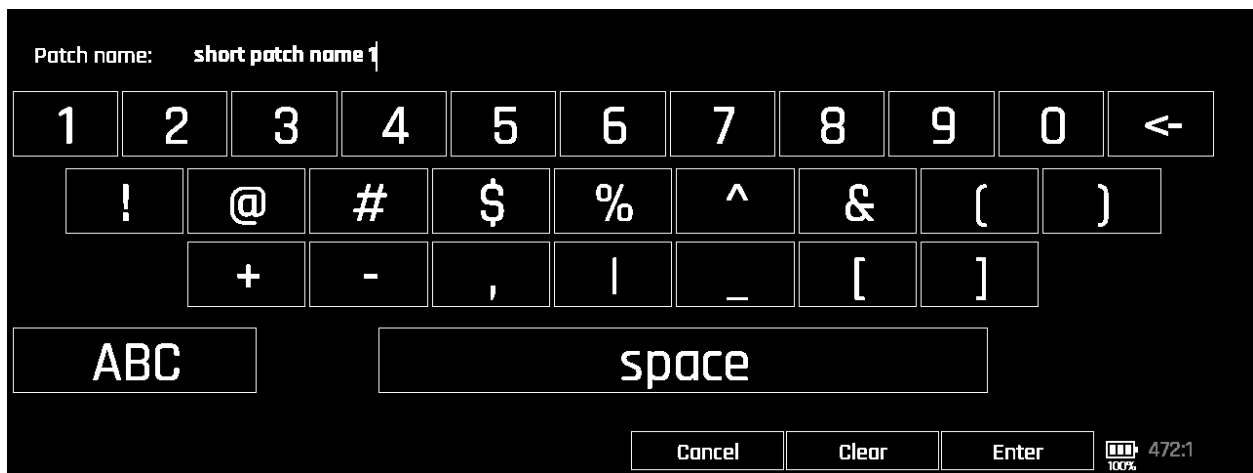 Patch name: short patch name 1
1 2 3 4 5 6 7 8 9 0 <-
! @ # $ % ^ & ( )
+ - , | _ [ ]
ABC space
Cancel Clear Enter 100% 472:1